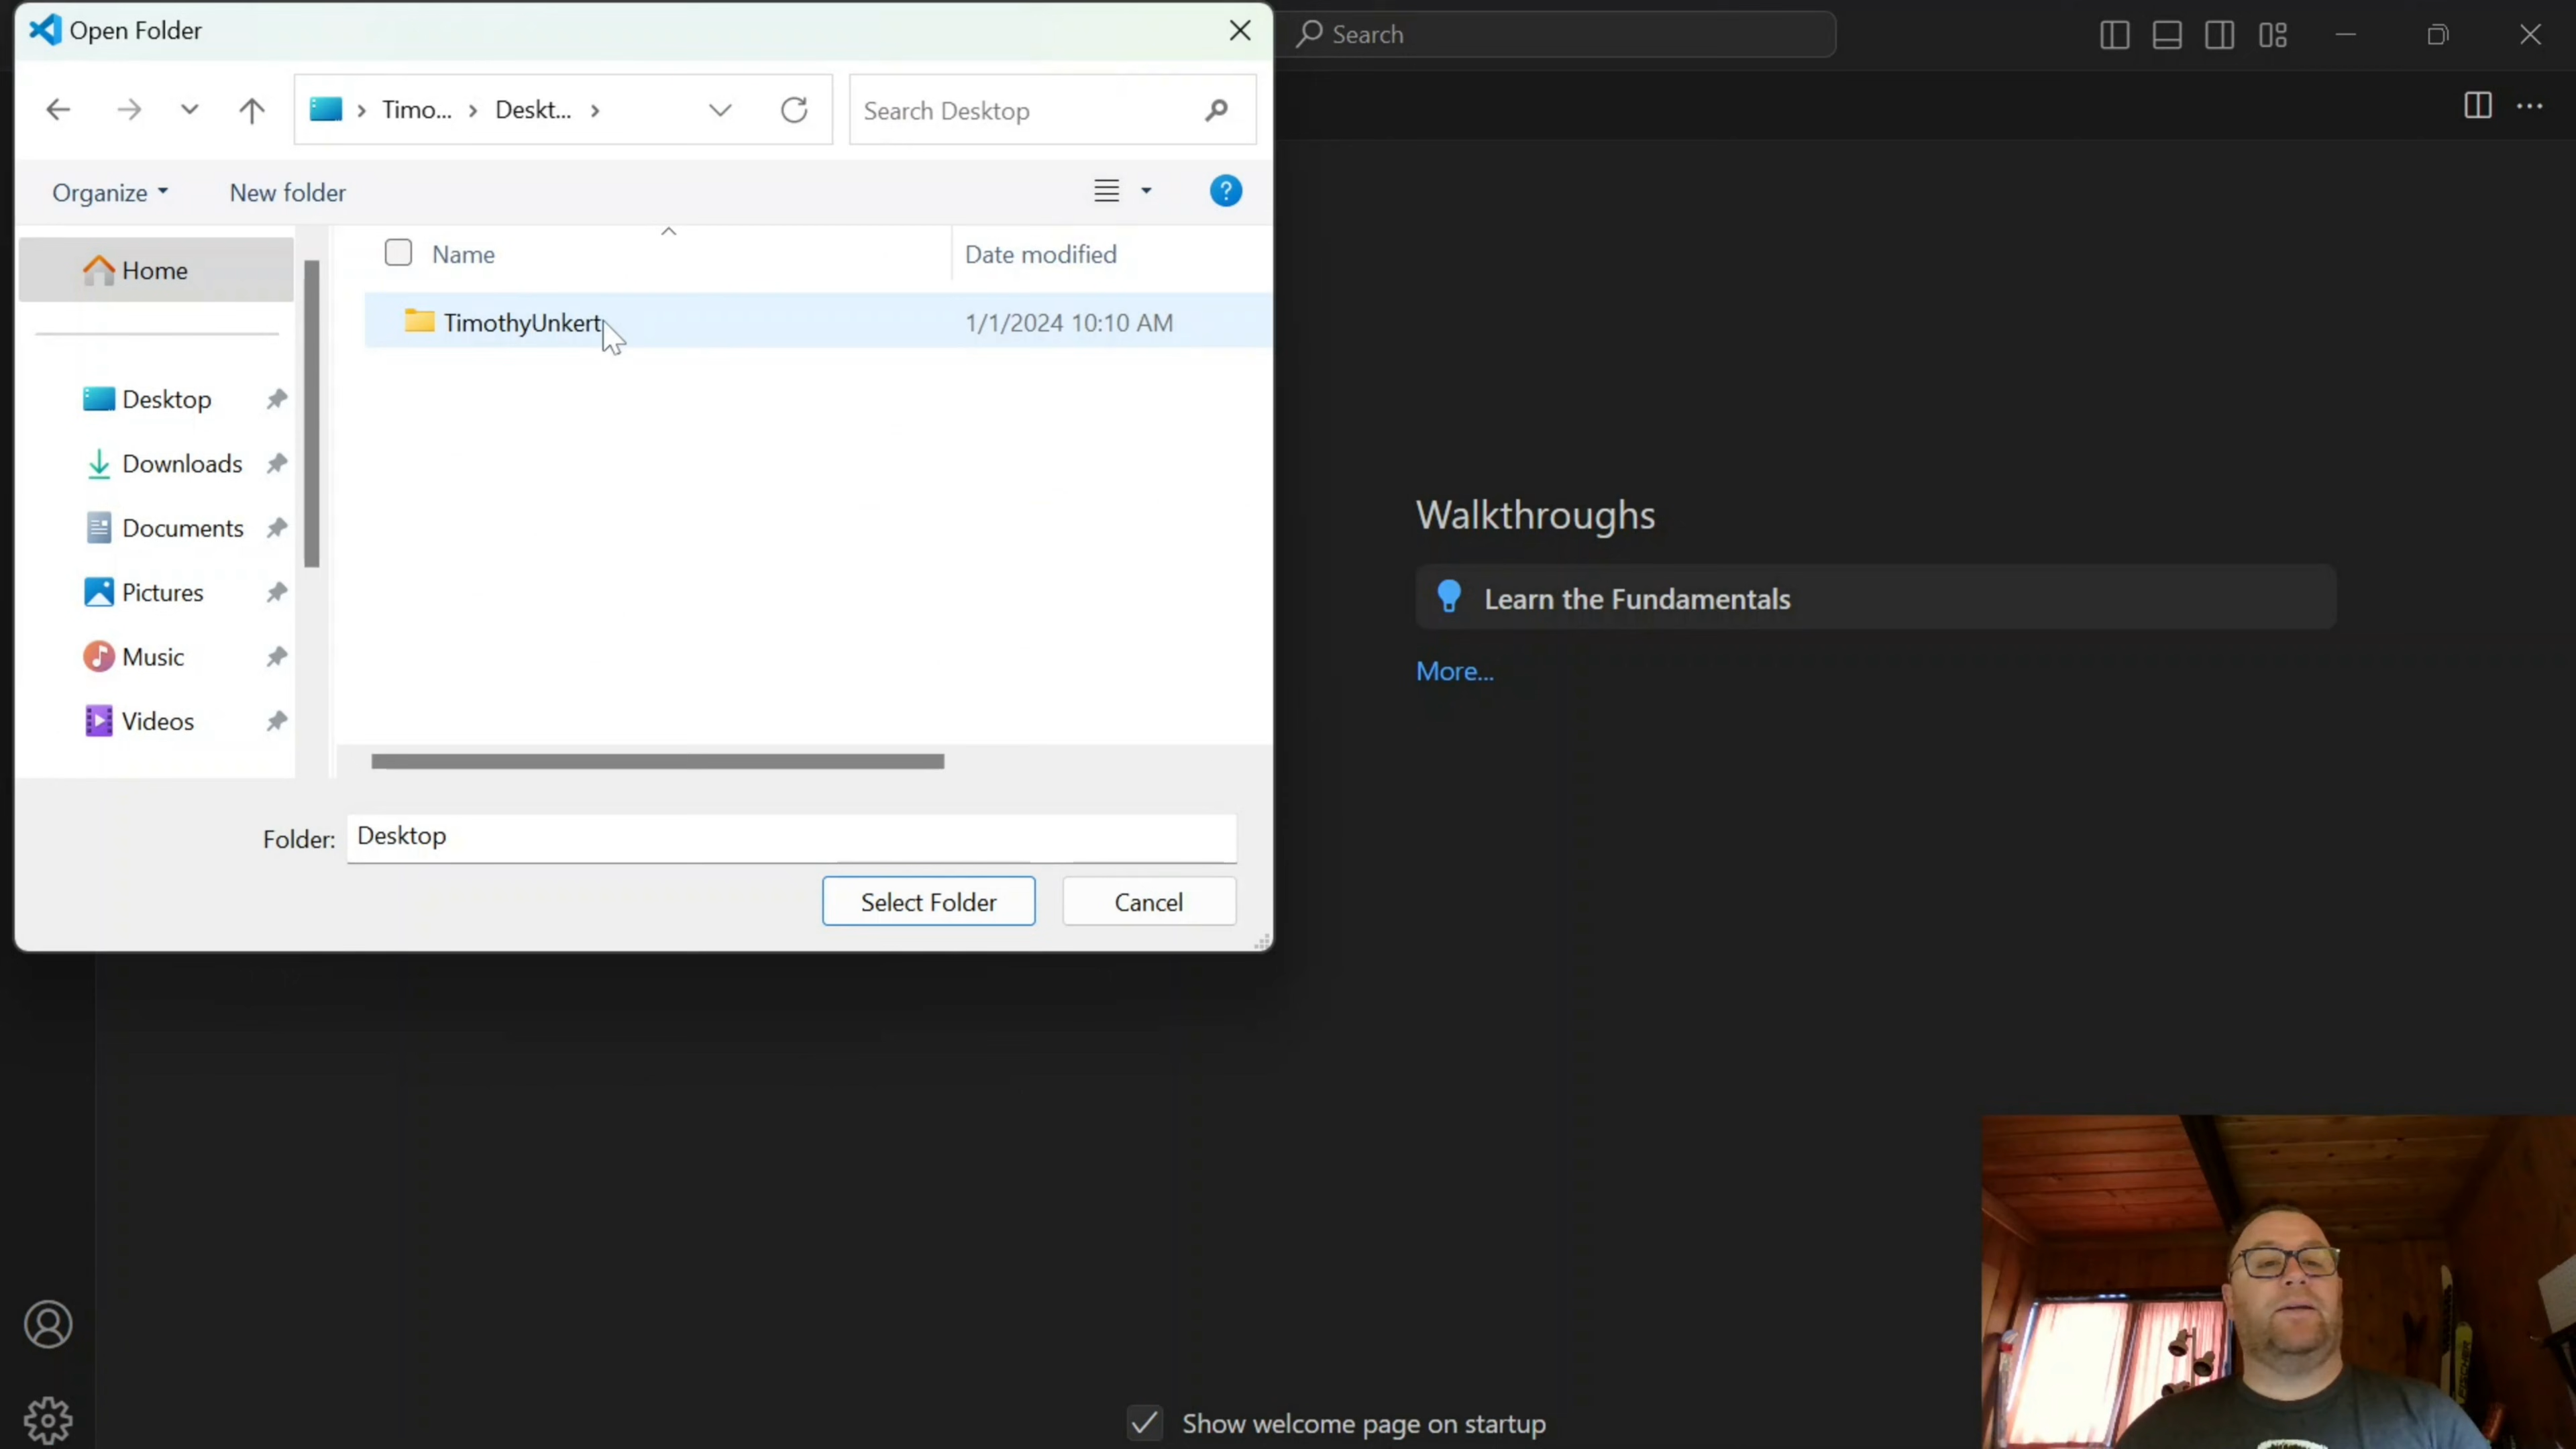 Open Folder
Search
Timo... > Deskt... >
Search Desktop
Organize
New folder
Name
Date modified
Home
TimothyUnkert
1/1/2024 10:10 AM
Desktop
Downloads
Documents
Pictures
Music
Videos
Folder:
Desktop
Select Folder
Cancel
Walkthroughs
Learn the Fundamentals
More...
Show welcome page on startup